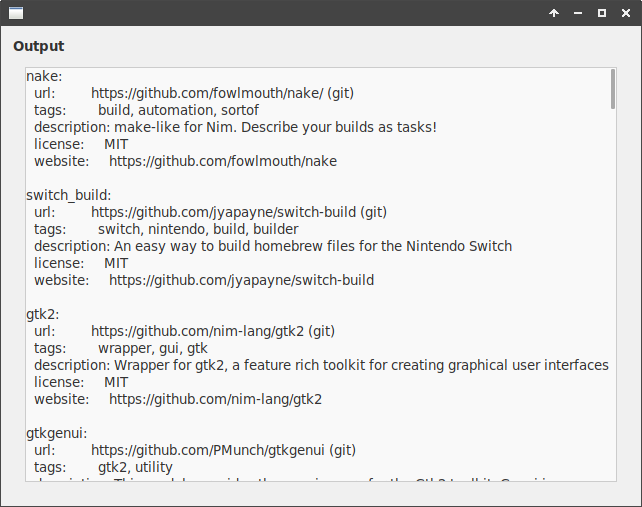 Output
nake:
url: https://github.com/fowlmouth/nake/ (git)
tags: build, automation, sortof
description: make-like for Nim. Describe your builds as tasks!
license: MIT
website: https://github.com/fowlmouth/nake
switch_build:
url: https://github.com/jyapayne/switch-build (git)
tags: switch, nintendo, build, builder
description: An easy way to build homebrew files for the Nintendo Switch
license: MIT
website: https://github.com/jyapayne/switch-build
gtk2:
url: https://github.com/nim-lang/gtk2 (git)
tags: wrapper, gui, gtk
description: Wrapper for gtk2, a feature rich toolkit for creating graphical user interfaces
license: MIT
website: https://github.com/nim-lang/gtk2
gtkgenui:
url: https://github.com/PMunch/gtkgenui (git)
tags: gtk2, utility